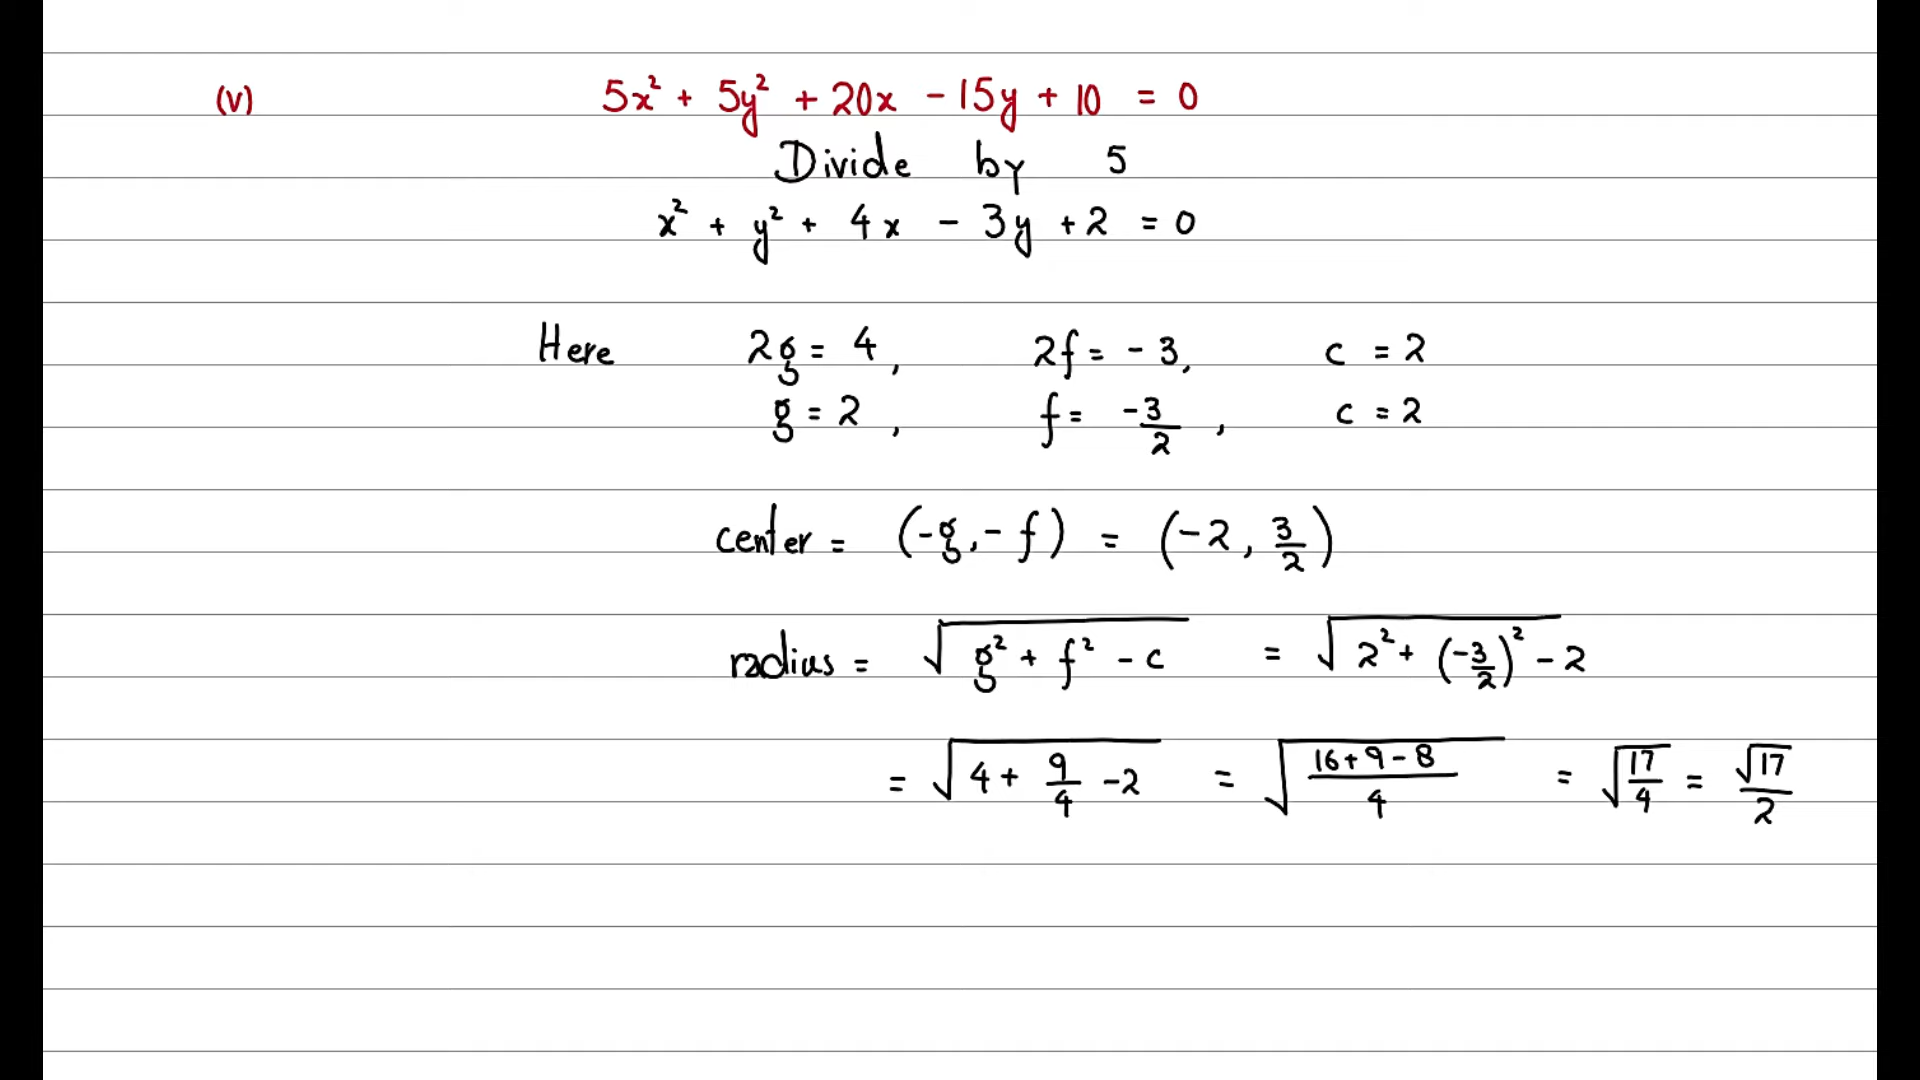 (v) 5x² + 5y² + 20x - 15y + 10 = 0
Divide by 5
x² + y² + 4x - 3y + 2 = 0
Here 2g = 4, 2f = -3, c = 2
g = 2, f = -3/2, c = 2
center = (-g, -f) = (-2, 3/2)
radius = √(g² + f² - c) = √(2² + (-3/2)² - 2)
= √(4 + 9/4 - 2) = √((16+9-8)/4) = √(17/4) = √17/2